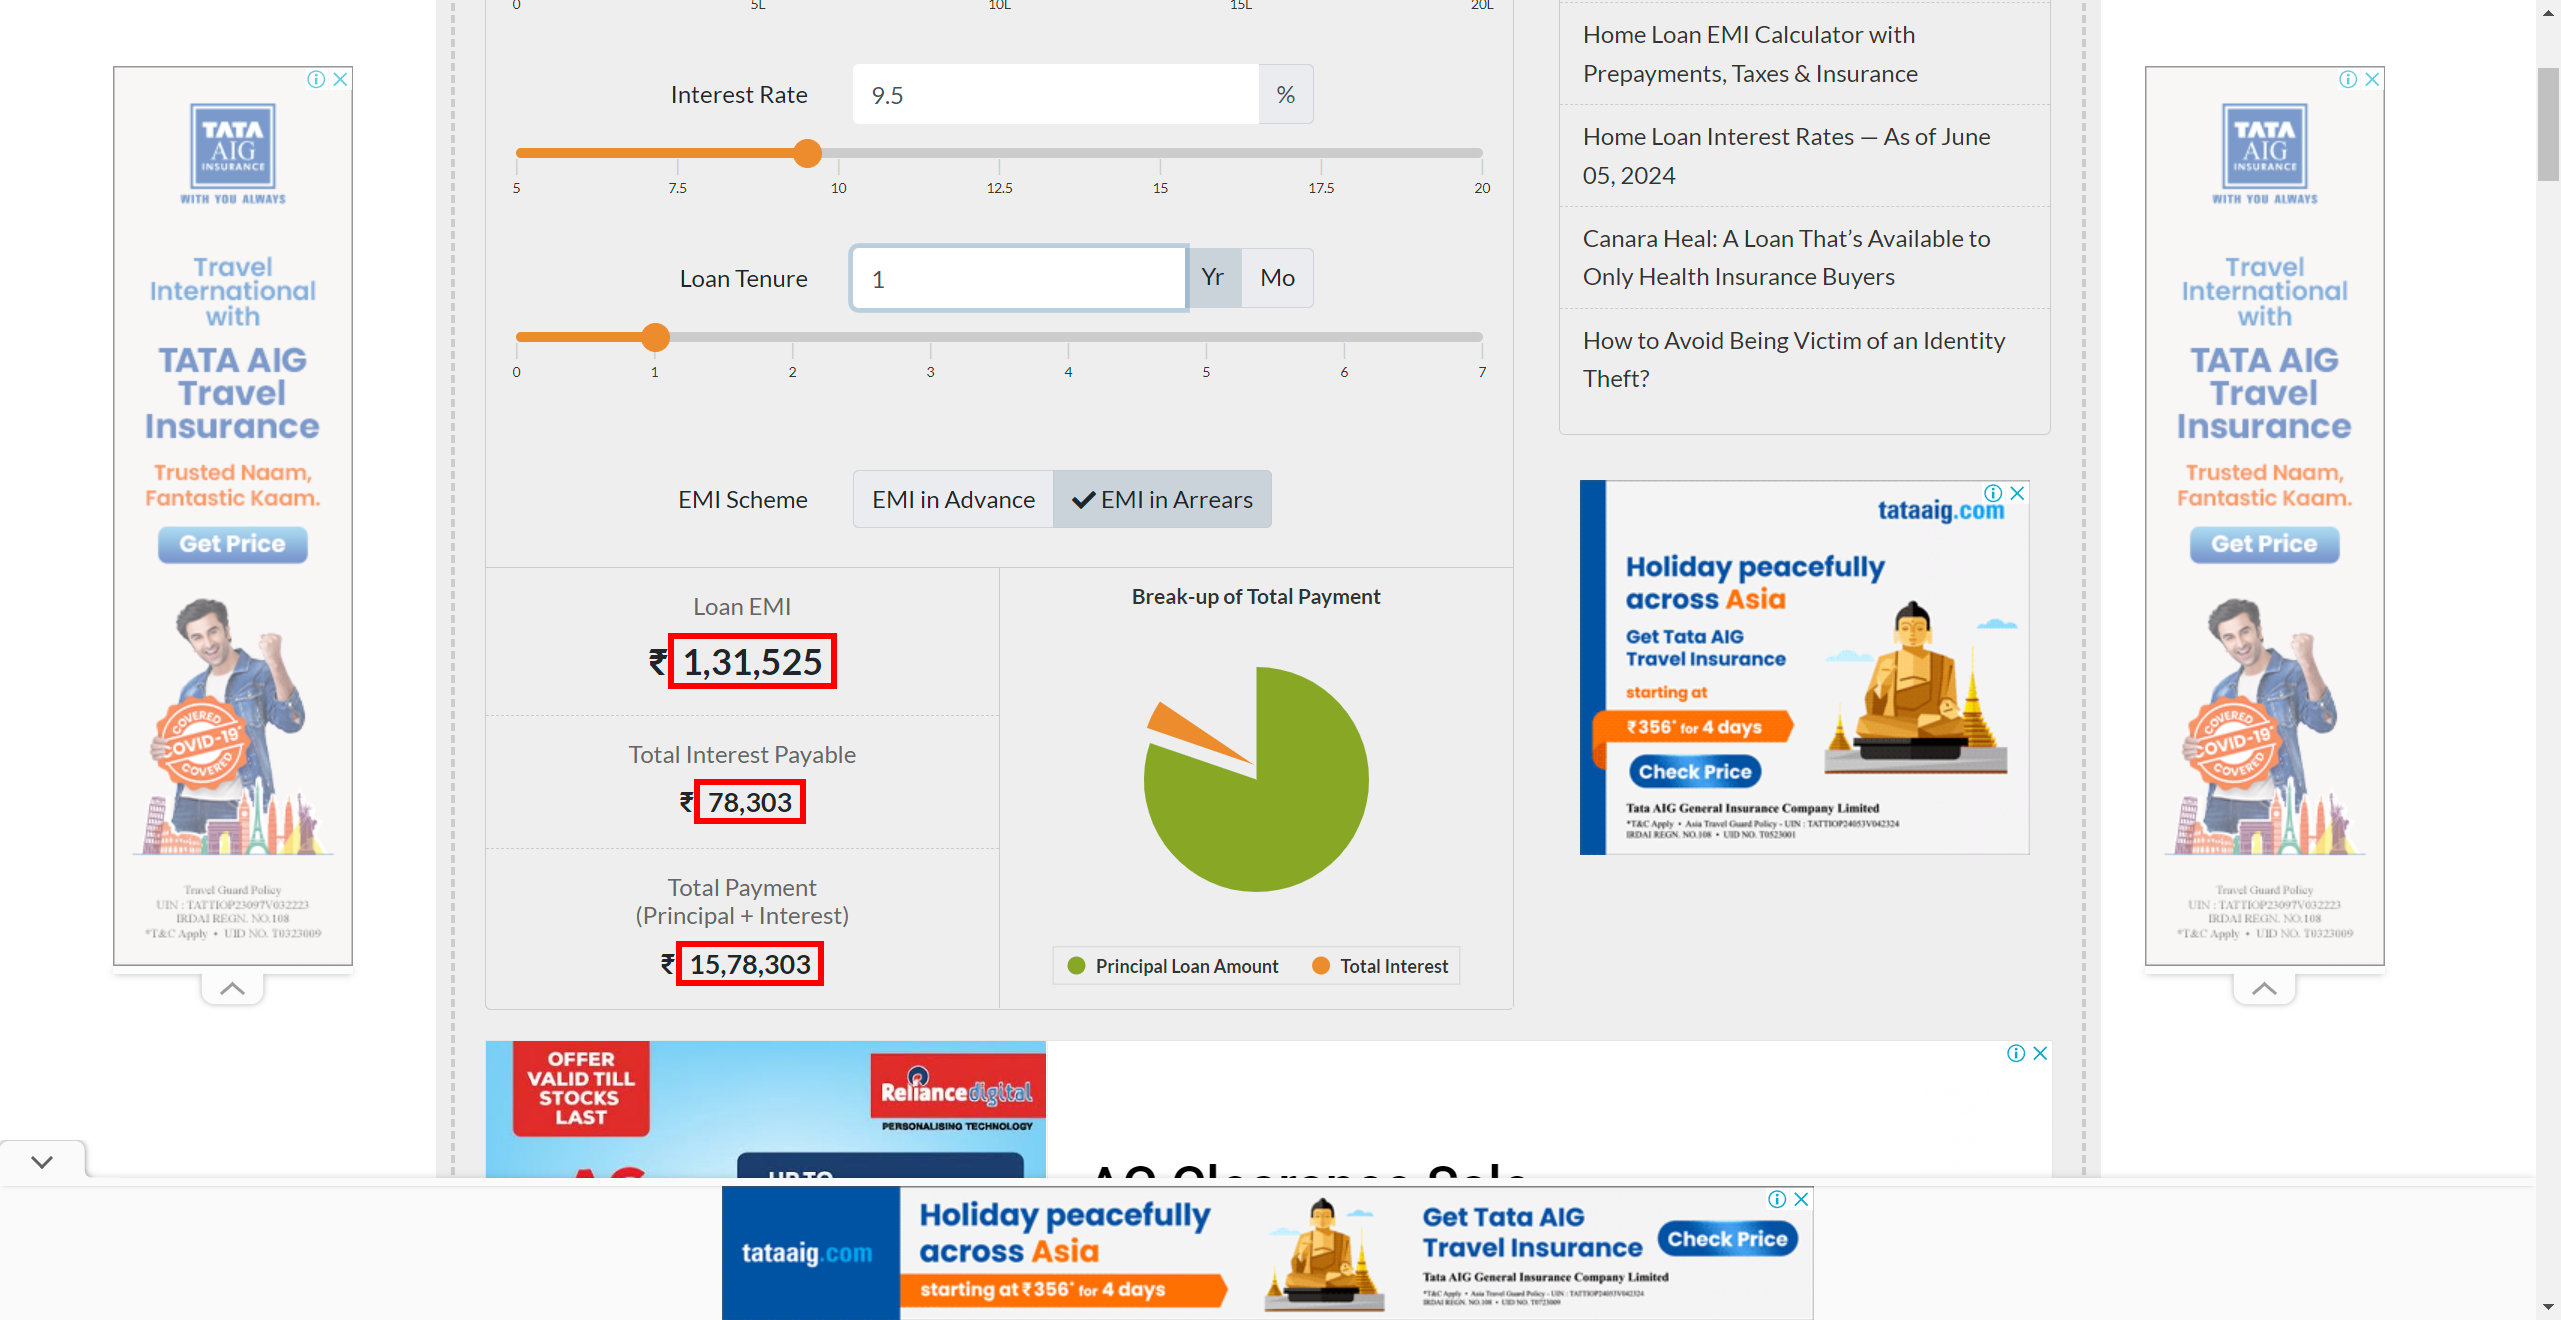 0 5L 10L 15L 20L
Interest Rate 9.5 %
5 7.5 10 12.5 15 17.5 20
Loan Tenure 1 Yr Mo
0 1 2 3 4 5 6 7
EMI Scheme EMI in Advance EMI in Arrears
Loan EMI
₹ 1,31,525
Total Interest Payable
₹ 78,303
Total Payment
(Principal + Interest)
₹ 15,78,303
Break-up of Total Payment
Principal Loan Amount Total Interest
Home Loan EMI Calculator with
Prepayments, Taxes & Insurance
Home Loan Interest Rates — As of June
05, 2024
Canara Heal: A Loan That’s Available to
Only Health Insurance Buyers
How to Avoid Being Victim of an Identity
Theft?
TATA
AIG
INSURANCE
WITH YOU ALWAYS
Travel
International
with
TATA AIG
Travel
Insurance
Trusted Naam,
Fantastic Kaam.
Get Price
COVERED
COVID-19*
COVERED
Travel Guard Policy
UIN : TATTIOP23097V032223
IRDAI REGN. NO.108
*T&C Apply • UID NO. T0323009
tataaig.com
Holiday peacefully
across Asia
Get Tata AIG
Travel Insurance
starting at
₹356* for 4 days
Check Price
Tata AIG General Insurance Company Limited
*T&C Apply • Asia Travel Guard Policy - UIN : TATTIOP24053V042324
IRDAI REGN. NO.108 • UID NO. T0523001
TATA
AIG
INSURANCE
WITH YOU ALWAYS
Travel
International
with
TATA AIG
Travel
Insurance
Trusted Naam,
Fantastic Kaam.
Get Price
COVERED
COVID-19*
COVERED
Travel Guard Policy
UIN : TATTIOP23097V032223
IRDAI REGN. NO.108
*T&C Apply • UID NO. T0323009
OFFER
VALID TILL
STOCKS
LAST
Reliance digital
PERSONALISING TECHNOLOGY
AC
UP TO
AC Clearance Sale
tataaig.com
Holiday peacefully
across Asia
starting at ₹356* for 4 days
Get Tata AIG
Travel Insurance
Check Price
Tata AIG General Insurance Company Limited
*T&C Apply • Asia Travel Guard Policy - UIN : TATTIOP24053V042324
IRDAI REGN. NO.108 • UID NO. T0723009